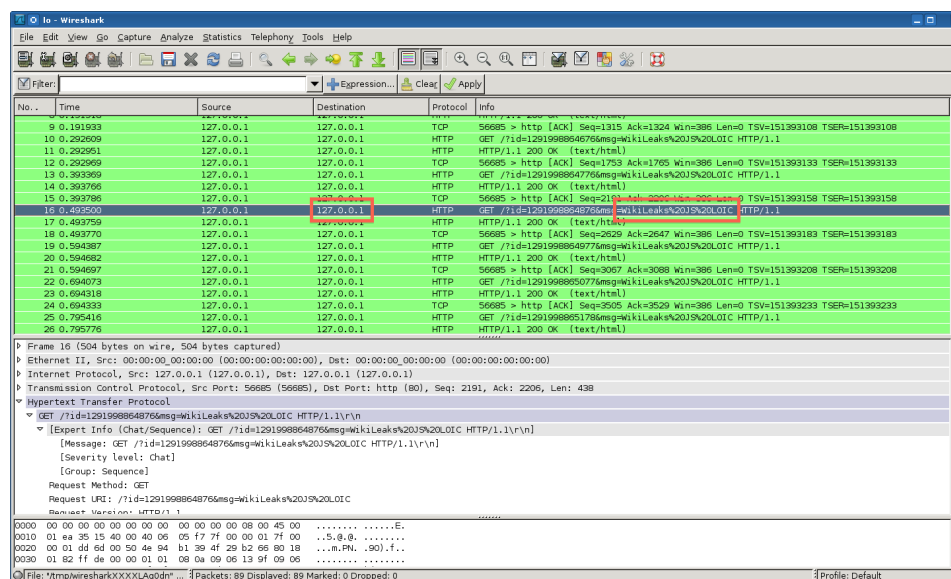 lo - Wireshark
File Edit View Go Capture Analyze Statistics Telephony Tools Help
Filter: Expression... Clear Apply
No. . Time Source Destination Protocol Info
9 0.191933 127.0.0.1 127.0.0.1 TCP 56685 > http [ACK] Seq=1315 Ack=1324 Win=386 Len=0 TSV=151393108 TSER=151393108
10 0.292609 127.0.0.1 127.0.0.1 HTTP GET /?id=1291998864676&msg=WikiLeaks%20JS%20LOIC HTTP/1.1
11 0.292951 127.0.0.1 127.0.0.1 HTTP HTTP/1.1 200 OK (text/html)
12 0.292969 127.0.0.1 127.0.0.1 TCP 56685 > http [ACK] Seq=1753 Ack=1765 Win=386 Len=0 TSV=151393133 TSER=151393133
13 0.393369 127.0.0.1 127.0.0.1 HTTP GET /?id=1291998864776&msg=WikiLeaks%20JS%20LOIC HTTP/1.1
14 0.393766 127.0.0.1 127.0.0.1 HTTP HTTP/1.1 200 OK (text/html)
15 0.393786 127.0.0.1 127.0.0.1 TCP 56685 > http [ACK] Seq=2191 Ack=2206 Win=386 Len=0 TSV=151393158 TSER=151393158
16 0.493500 127.0.0.1 127.0.0.1 HTTP GET /?id=1291998864876&msg=WikiLeaks%20JS%20LOIC HTTP/1.1
17 0.493759 127.0.0.1 127.0.0.1 HTTP HTTP/1.1 200 OK (text/html)
18 0.493770 127.0.0.1 127.0.0.1 TCP 56685 > http [ACK] Seq=2629 Ack=2647 Win=386 Len=0 TSV=151393183 TSER=151393183
19 0.594387 127.0.0.1 127.0.0.1 HTTP GET /?id=1291998864977&msg=WikiLeaks%20JS%20LOIC HTTP/1.1
20 0.594682 127.0.0.1 127.0.0.1 HTTP HTTP/1.1 200 OK (text/html)
21 0.594697 127.0.0.1 127.0.0.1 TCP 56685 > http [ACK] Seq=3067 Ack=3088 Win=386 Len=0 TSV=151393208 TSER=151393208
22 0.694073 127.0.0.1 127.0.0.1 HTTP GET /?id=1291998865077&msg=WikiLeaks%20JS%20LOIC HTTP/1.1
23 0.694318 127.0.0.1 127.0.0.1 HTTP HTTP/1.1 200 OK (text/html)
24 0.694333 127.0.0.1 127.0.0.1 TCP 56685 > http [ACK] Seq=3505 Ack=3529 Win=386 Len=0 TSV=151393233 TSER=151393233
25 0.795416 127.0.0.1 127.0.0.1 HTTP GET /?id=1291998865178&msg=WikiLeaks%20JS%20LOIC HTTP/1.1
26 0.795776 127.0.0.1 127.0.0.1 HTTP HTTP/1.1 200 OK (text/html)
Frame 16 (504 bytes on wire, 504 bytes captured)
Ethernet II, Src: 00:00:00_00:00:00 (00:00:00:00:00:00), Dst: 00:00:00_00:00:00 (00:00:00:00:00:00)
Internet Protocol, Src: 127.0.0.1 (127.0.0.1), Dst: 127.0.0.1 (127.0.0.1)
Transmission Control Protocol, Src Port: 56685 (56685), Dst Port: http (80), Seq: 2191, Ack: 2206, Len: 438
Hypertext Transfer Protocol
GET /?id=1291998864876&msg=WikiLeaks%20JS%20LOIC HTTP/1.1\r\n
[Expert Info (Chat/Sequence): GET /?id=1291998864876&msg=WikiLeaks%20JS%20LOIC HTTP/1.1\r\n]
[Message: GET /?id=1291998864876&msg=WikiLeaks%20JS%20LOIC HTTP/1.1\r\n]
[Severity level: Chat]
[Group: Sequence]
Request Method: GET
Request URI: /?id=1291998864876&msg=WikiLeaks%20JS%20LOIC
Request Version: HTTP/1.1
0000 00 00 00 00 00 00 00 00 00 00 00 00 08 00 45 00 ........ ......E.
0010 01 ea 35 15 40 00 40 06 05 f7 7f 00 00 01 7f 00 ..5.@.@. ........
0020 00 01 dd 6d 00 50 4e 94 b1 39 4f 29 b2 66 80 18 ...m.PN. .9O).f..
0030 01 82 ff de 00 00 01 01 08 0a 09 06 13 9f 09 06
File: "/tmp/wiresharkXXXXLAq0dn" ... Packets: 89 Displayed: 89 Marked: 0 Dropped: 0 Profile: Default